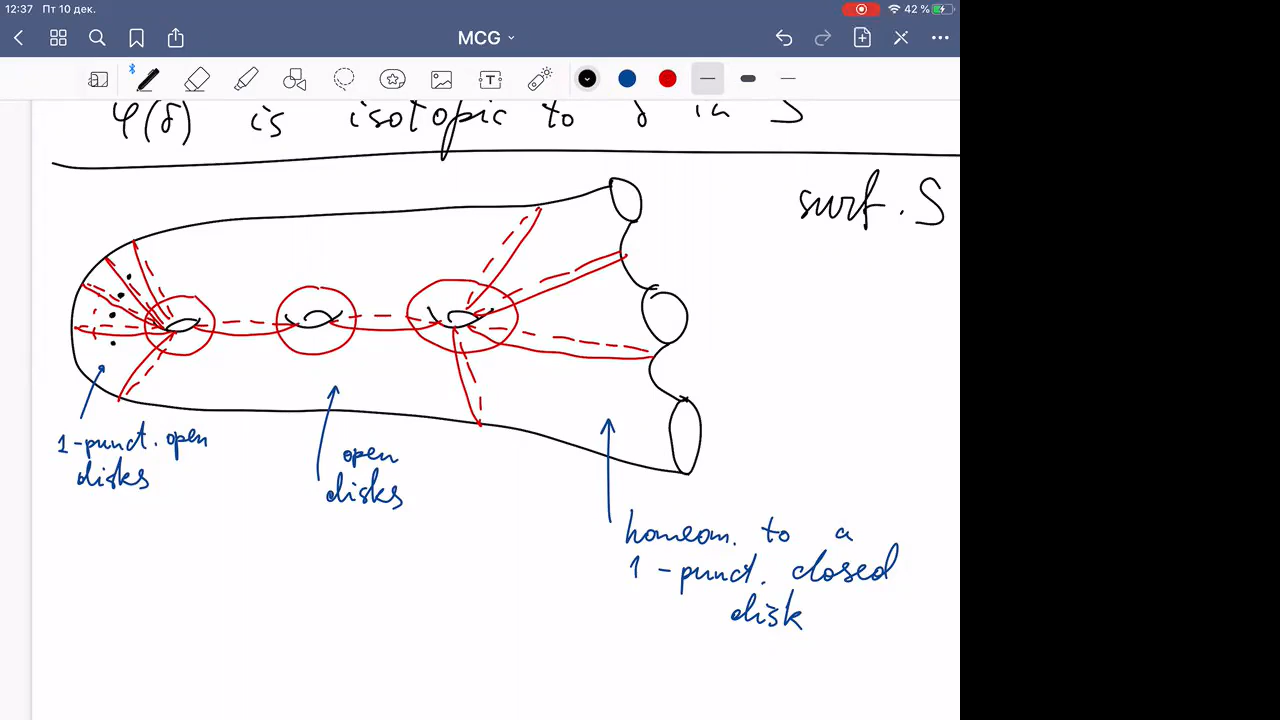 12:37 Пт 10 дек.
42 %
MCG
φ(δ) is isotopic to δ in S
surf. S
1-punct. open
disks
open
disks
homeom. to a
1-punct. closed
disk